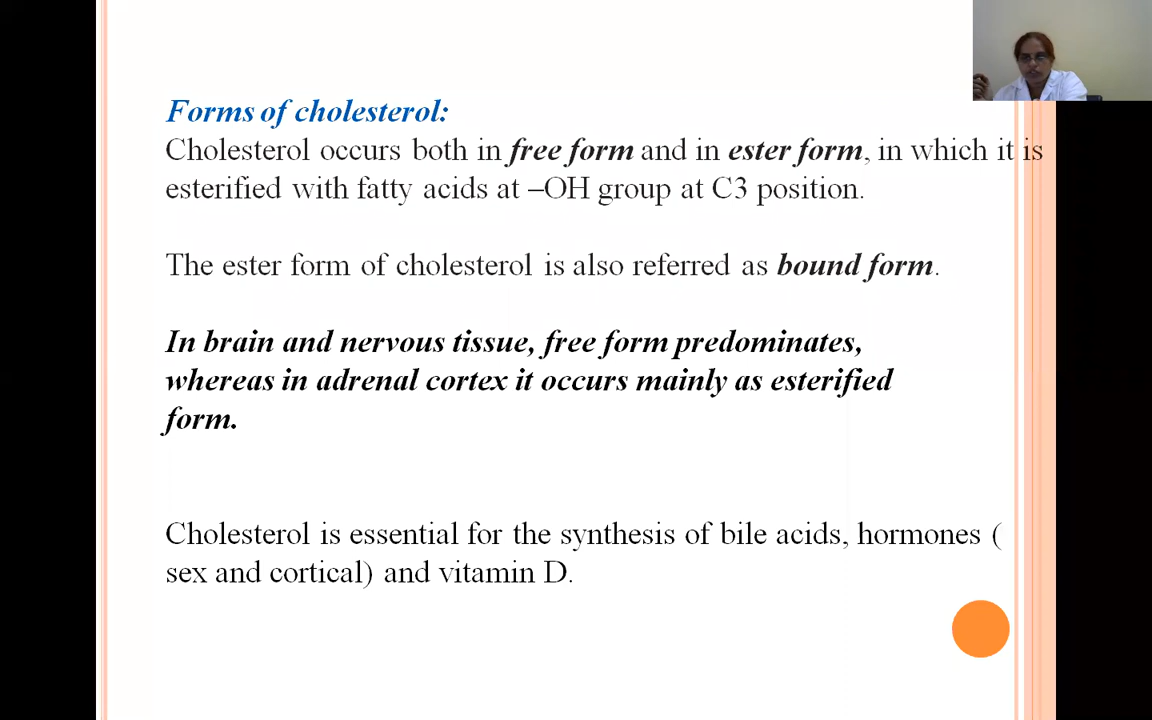 Forms of cholesterol:
Cholesterol occurs both in free form and in ester form, in which it is
esterified with fatty acids at –OH group at C3 position.
The ester form of cholesterol is also referred as bound form.
In brain and nervous tissue, free form predominates,
whereas in adrenal cortex it occurs mainly as esterified
form.
Cholesterol is essential for the synthesis of bile acids, hormones (
sex and cortical) and vitamin D.